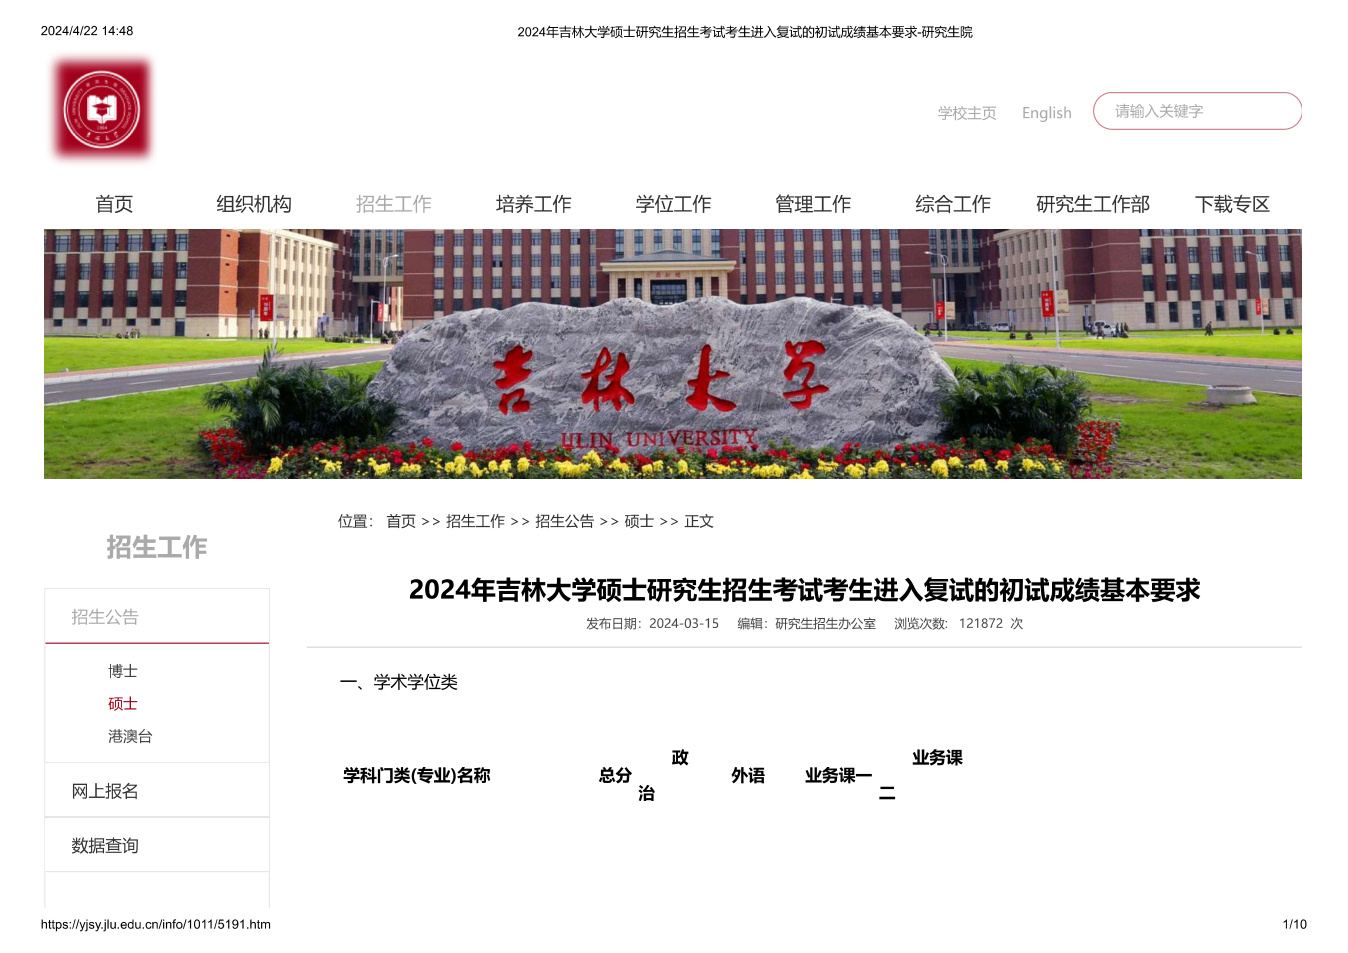 2024/4/22 14:48
2024年吉林大学硕士研究生招生考试考生进入复试的初试成绩基本要求-研究生院
学校主页
English
请输入关键字
首页
组织机构
招生工作
培养工作
学位工作
管理工作
综合工作
研究生工作部
下载专区
吉林大学
JILIN UNIVERSITY
位置： 首页 >> 招生工作 >> 招生公告 >> 硕士 >> 正文
招生工作
招生公告
博士
硕士
港澳台
网上报名
数据查询
2024年吉林大学硕士研究生招生考试考生进入复试的初试成绩基本要求
发布日期：2024-03-15 编辑：研究生招生办公室 浏览次数: 121872 次
一、学术学位类
学科门类(专业)名称
总分
政
治
外语
业务课一
业务课
二
https://yjsy.jlu.edu.cn/info/1011/5191.htm
1/10